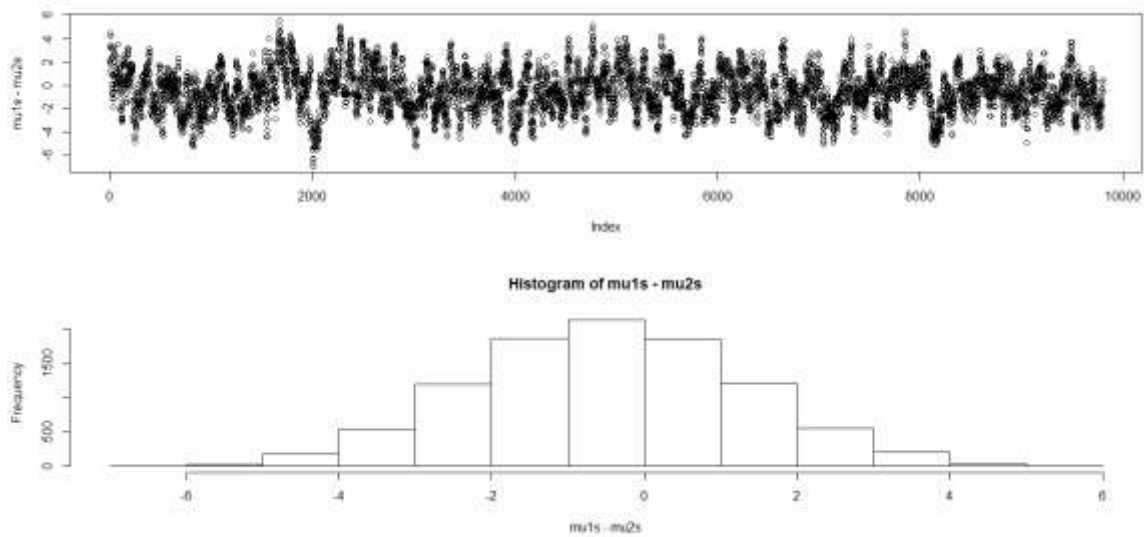 6
4
2
0
-2
-4
-6
mu1s - mu2s
0 2000 4000 6000 8000 10000
Index
Histogram of mu1s - mu2s
1500
500
0
Frequency
-6 -4 -2 0 2 4 6
mu1s - mu2s